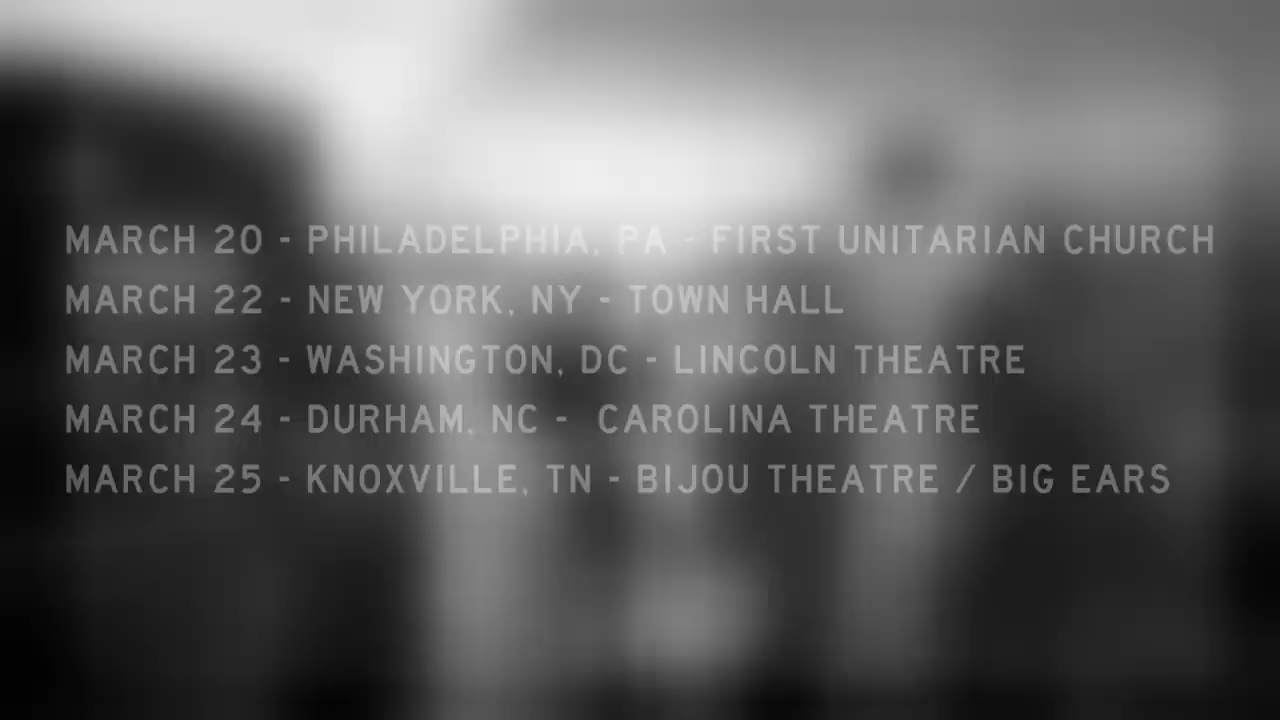 MARCH 20 - PHILADELPHIA, PA - FIRST UNITARIAN CHURCH
MARCH 22 - NEW YORK, NY - TOWN HALL
MARCH 23 - WASHINGTON, DC - LINCOLN THEATRE
MARCH 24 - DURHAM, NC -  CAROLINA THEATRE
MARCH 25 - KNOXVILLE, TN - BIJOU THEATRE / BIG EARS